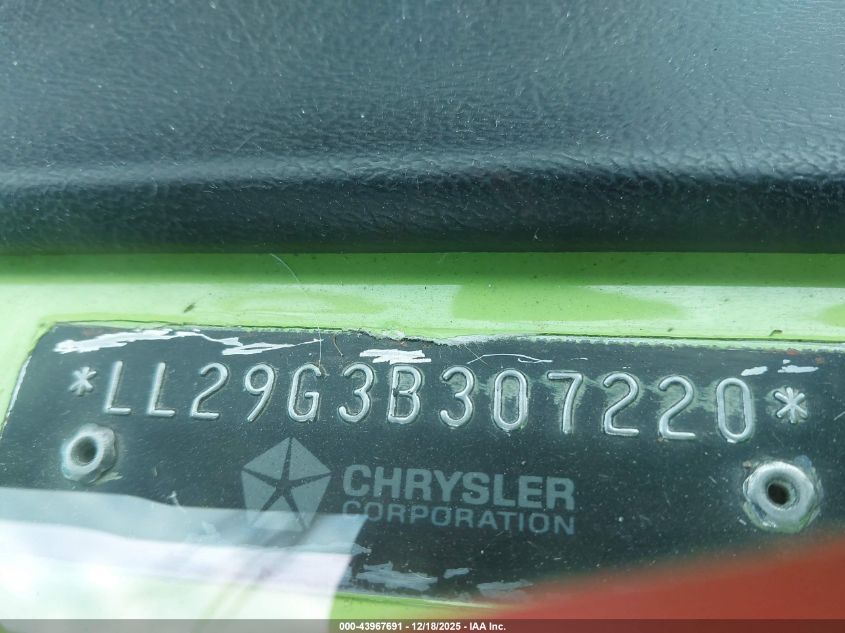 *LL29G3B307220*
CHRYSLER
CORPORATION
000-43967691 - 12/18/2025 - IAA Inc.